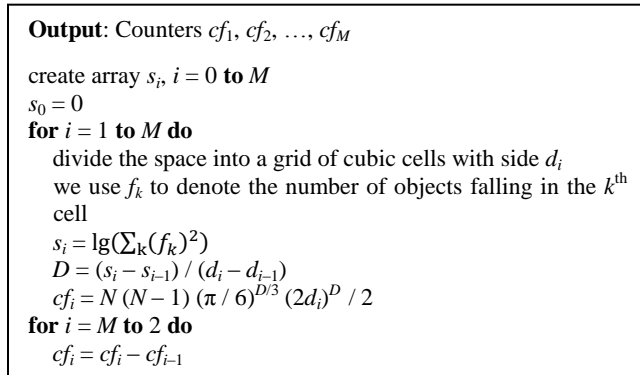 Output: Counters cf₁, cf₂, …, cf_M
create array sᵢ, i = 0 to M
s₀ = 0
for i = 1 to M do
divide the space into a grid of cubic cells with side dᵢ
we use fₖ to denote the number of objects falling in the kᵗʰ
cell
sᵢ = lg(∑ₖ(fₖ)²)
D = (sᵢ – sᵢ₋₁) / (dᵢ – dᵢ₋₁)
cfᵢ = N (N – 1) (π / 6)^{D/3} (2dᵢ)^D / 2
for i = M to 2 do
cfᵢ = cfᵢ – cfᵢ₋₁